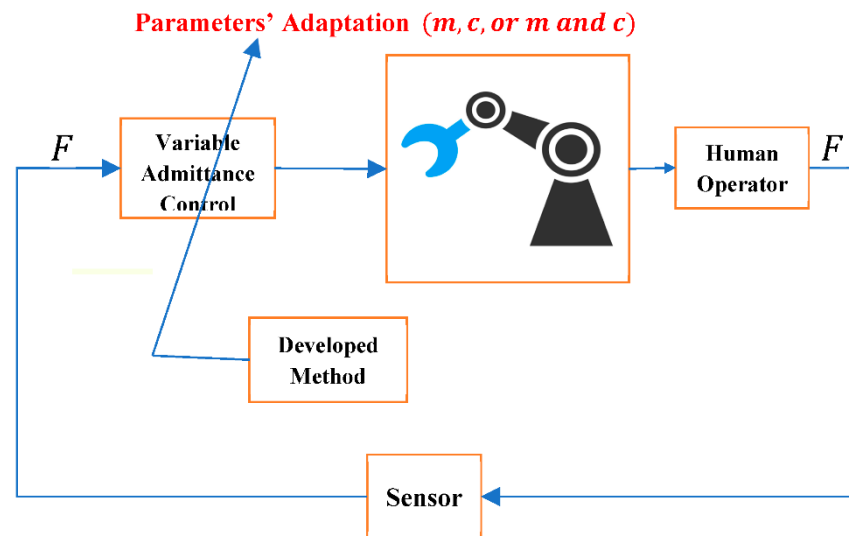 Parameters' Adaptation (m, c, or m and c)
F
Variable
Admittance
Control
Human
Operator
F
Developed
Method
Sensor